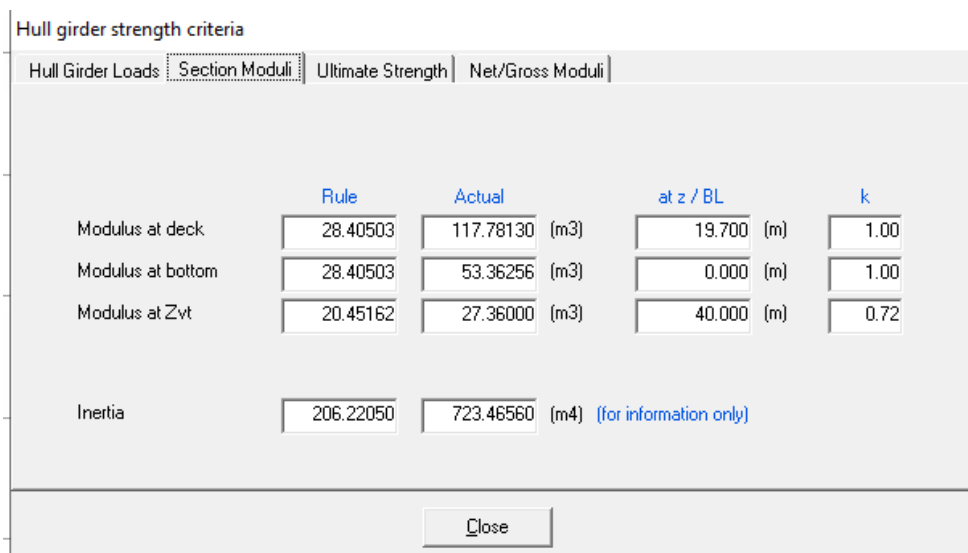 Hull girder strength criteria
Hull Girder Loads Section Moduli Ultimate Strength Net/Gross Moduli
Rule Actual at z / BL k
Modulus at deck 28.40503 117.78130 (m3) 19.700 (m) 1.00
Modulus at bottom 28.40503 53.36256 (m3) 0.000 (m) 1.00
Modulus at Zvt 20.45162 27.36000 (m3) 40.000 (m) 0.72
Inertia 206.22050 723.46560 (m4) (for information only)
Close